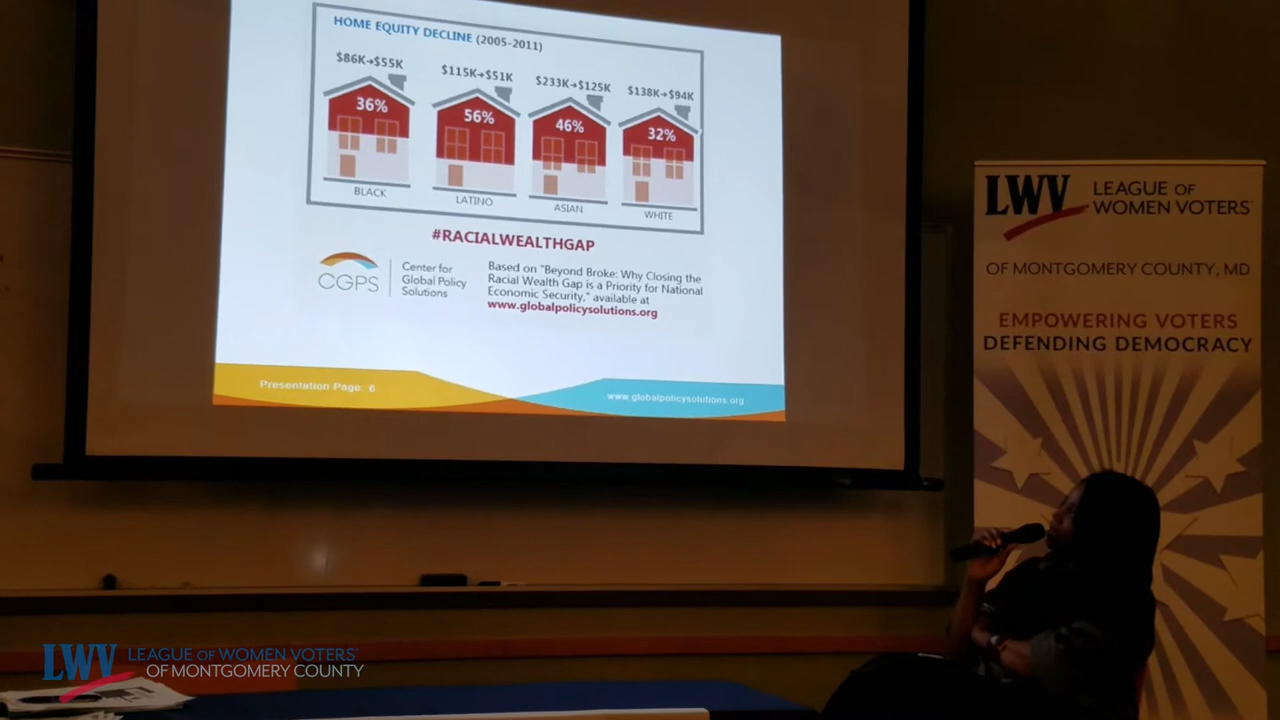 HOME EQUITY DECLINE (2005-2011)
$86K→$55K
$115K→$51K
$233K→$125K
$138K→$94K
36%
56%
46%
32%
BLACK
LATINO
ASIAN
WHITE
#RACIALWEALTHGAP
CGPS
Center for
Global Policy
Solutions
Based on "Beyond Broke: Why Closing the
Racial Wealth Gap is a Priority for National
Economic Security," available at
www.globalpolicysolutions.org
Presentation Page: 6
www.globalpolicysolutions.org
LWV
LEAGUE OF
WOMEN VOTERS
OF MONTGOMERY COUNTY, MD
EMPOWERING VOTERS
DEFENDING DEMOCRACY
LWV
LEAGUE OF WOMEN VOTERS
OF MONTGOMERY COUNTY